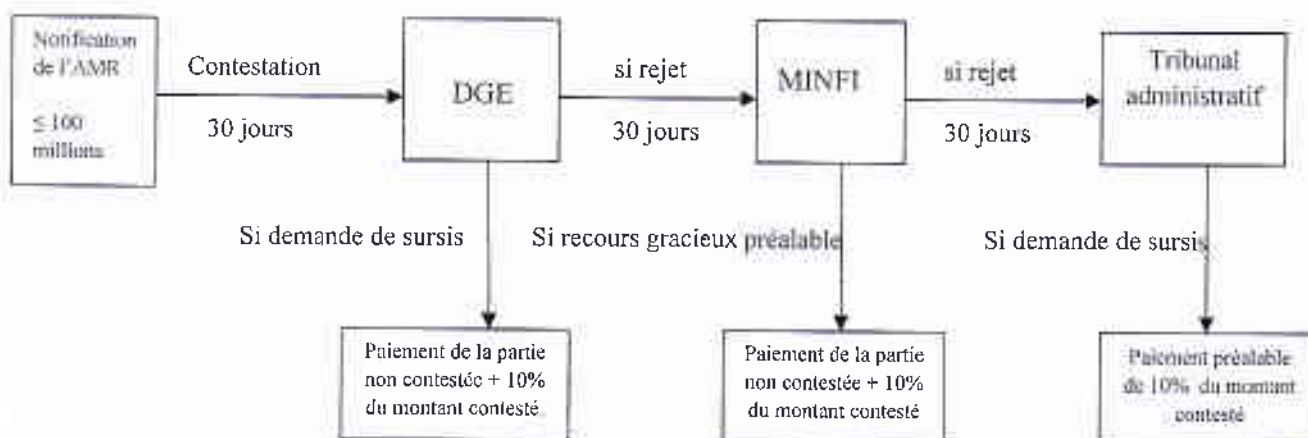 Notification
de l'AMR
≤ 100
millions
Contestation
30 jours
DGE
si rejet
30 jours
MINFI
si rejet
30 jours
Tribunal
administratif
Si demande de sursis
Si recours gracieux préalable
Si demande de sursis
Paiement de la partie
non contestée + 10%
du montant contesté
Paiement de la partie
non contestée + 10%
du montant contesté
Paiement préalable
de 10% du montant
contesté